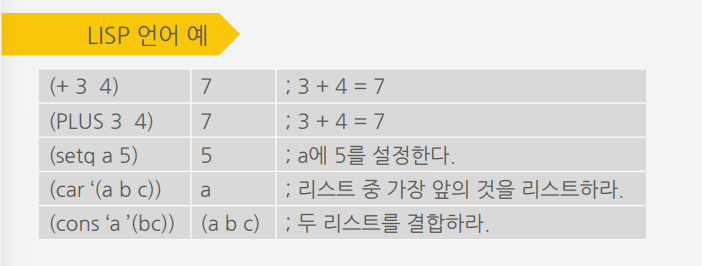 LISP 언어 예
(+ 3 4) 7 ; 3 + 4 = 7
(PLUS 3 4) 7 ; 3 + 4 = 7
(setq a 5) 5 ; a에 5를 설정한다.
(car ‘(a b c)) a ; 리스트 중 가장 앞의 것을 리스트하라.
(cons ‘a ’(bc)) (a b c) ; 두 리스트를 결합하라.